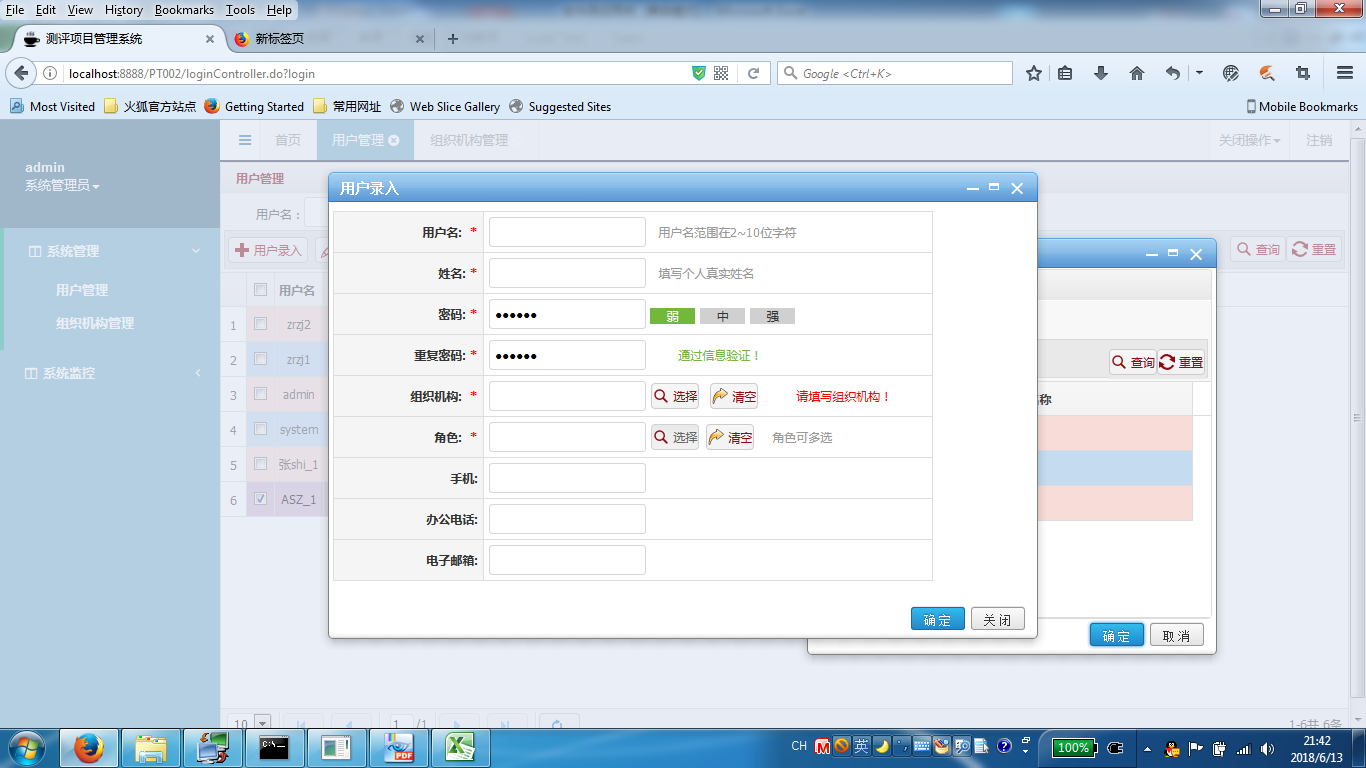 File Edit View History Bookmarks Tools Help
测评项目管理系统 新标签页
localhost:8888/PT002/loginController.do?login Google <Ctrl+K>
Most Visited 火狐官方站点 Getting Started 常用网址 Web Slice Gallery Suggested Sites Mobile Bookmarks
admin
系统管理员
首页 用户管理 组织机构管理 关闭操作 注销
用户管理
用户名：
用户录入 查询 重置
系统管理
用户管理
组织机构管理
系统监控
用户名
1 zrzj2
2 zrzj1
3 admin
4 system
5 张shi_1
6 ASZ_1
用户录入
用户名: * 用户名范围在2~10位字符
姓名: * 填写个人真实姓名
密码: * •••••• 弱 中 强
重复密码: * •••••• 通过信息验证！
组织机构: * 选择 清空 请填写组织机构！
角色: * 选择 清空 角色可多选
手机:
办公电话:
电子邮箱:
确定 关闭
查询 重置
称
确定 取消
10 1 /1 1-6共 6条
CH 英 100% 21:42
2018/6/13